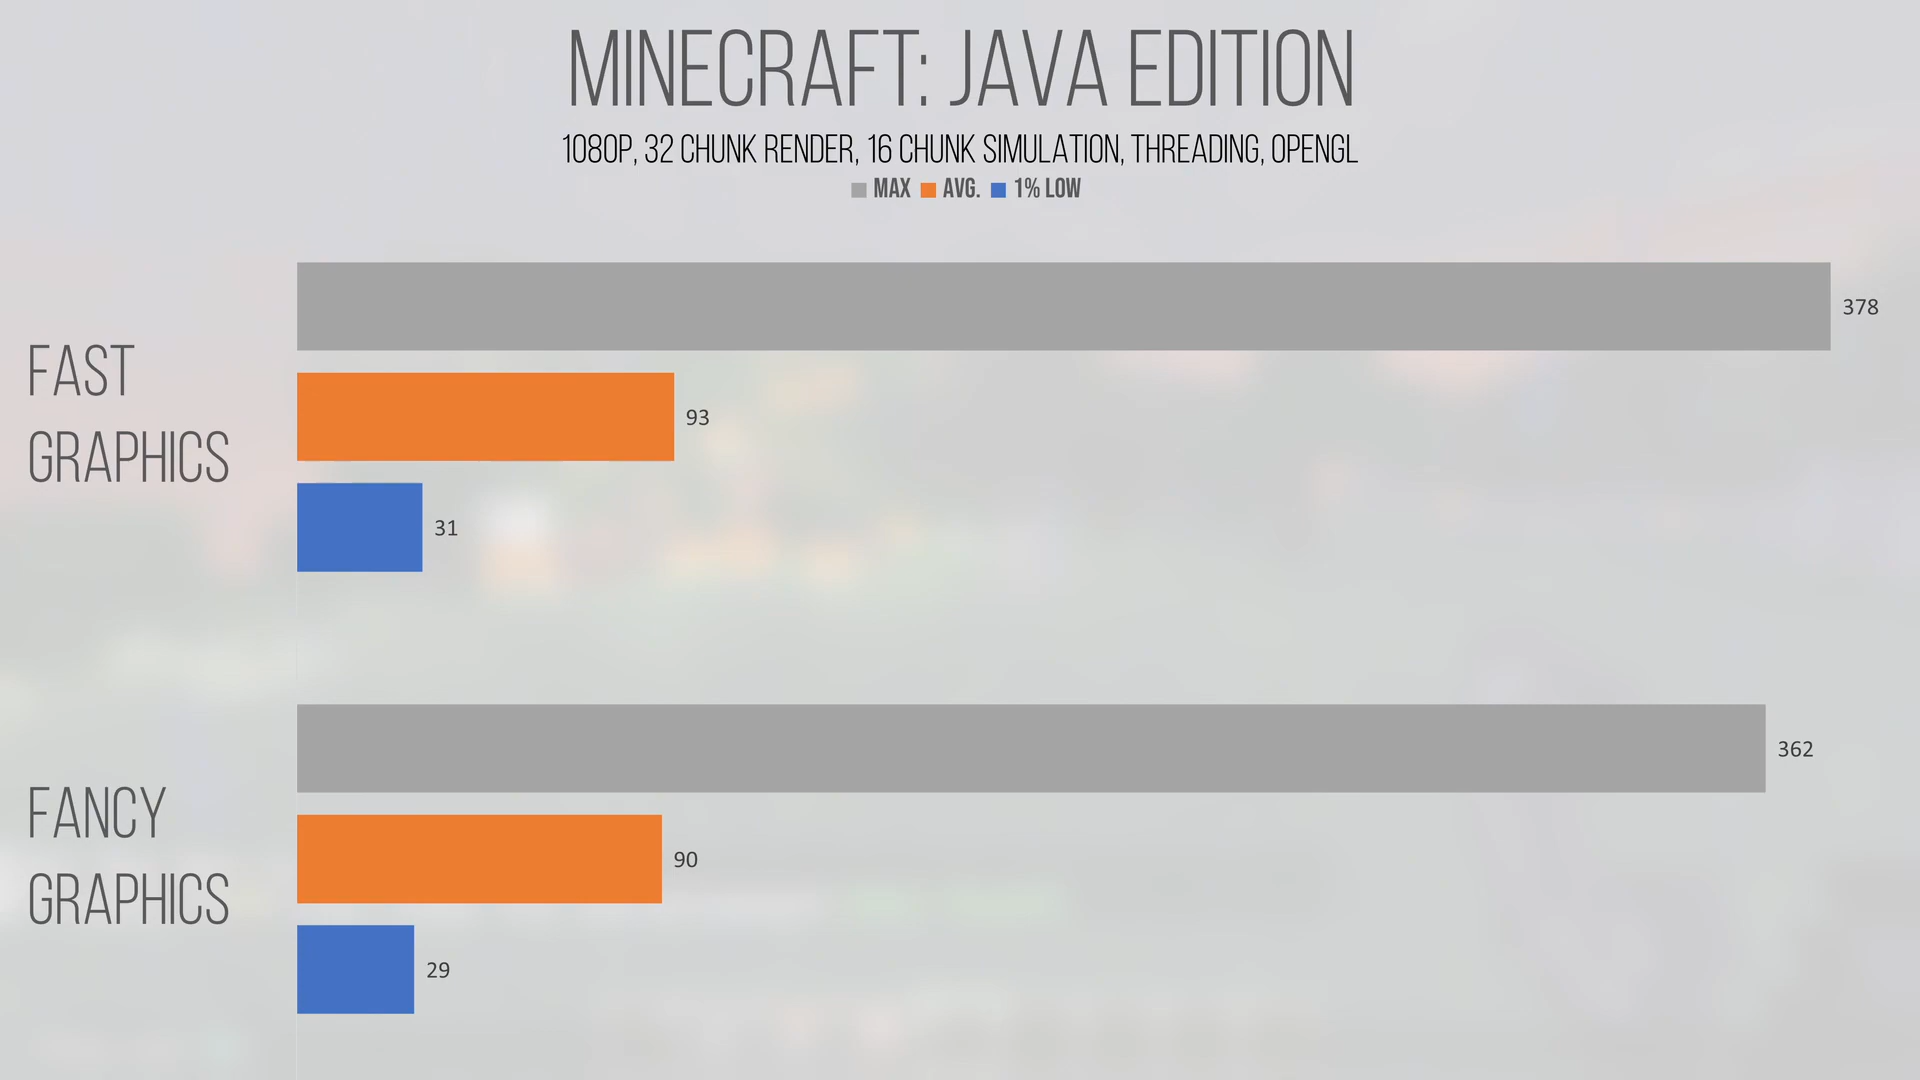 MINECRAFT: JAVA EDITION
1080P, 32 CHUNK RENDER, 16 CHUNK SIMULATION, THREADING, OPENGL
MAX AVG. 1% LOW
FAST
GRAPHICS
378
93
31
FANCY
GRAPHICS
362
90
29